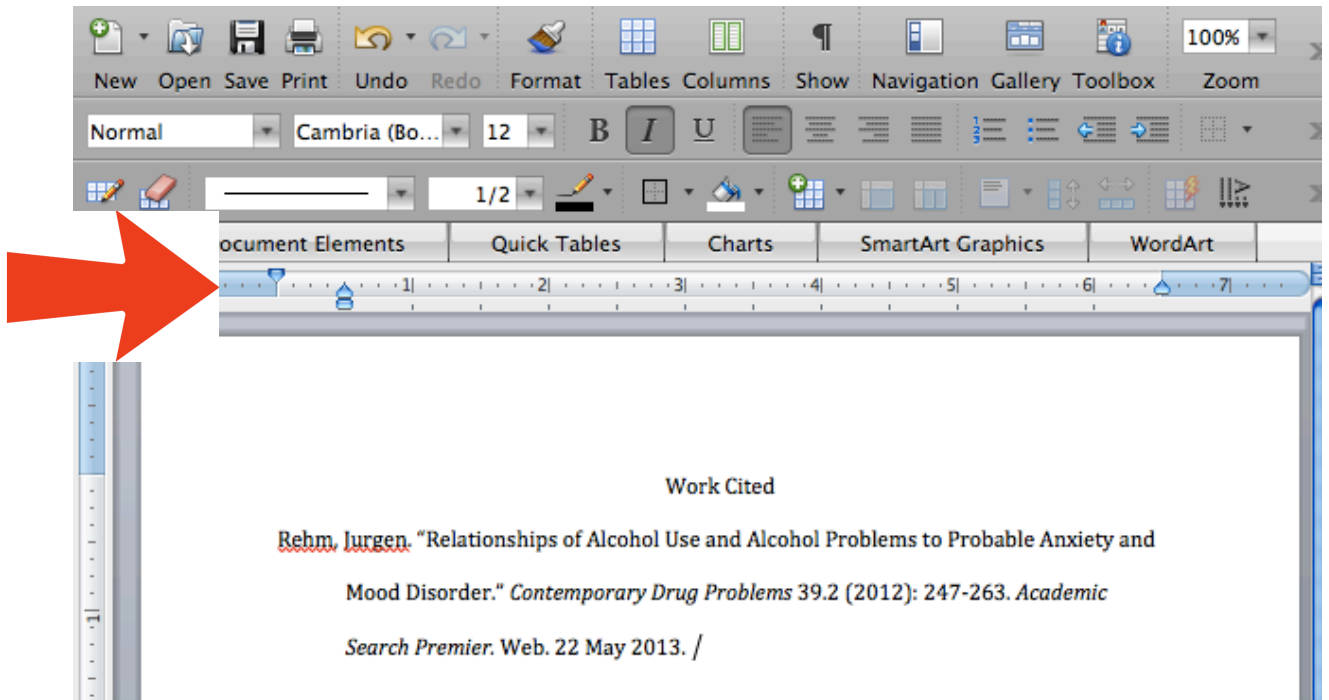 New Open Save Print Undo Redo Format Tables Columns Show Navigation Gallery Toolbox Zoom
100%
Normal Cambria (Bo... 12 B I U
1/2
ocument Elements Quick Tables Charts SmartArt Graphics WordArt
1 2 3 4 5 6 7
Work Cited
Rehm, Jurgen. “Relationships of Alcohol Use and Alcohol Problems to Probable Anxiety and
Mood Disorder.“ Contemporary Drug Problems 39.2 (2012): 247-263. Academic
Search Premier. Web. 22 May 2013.
1